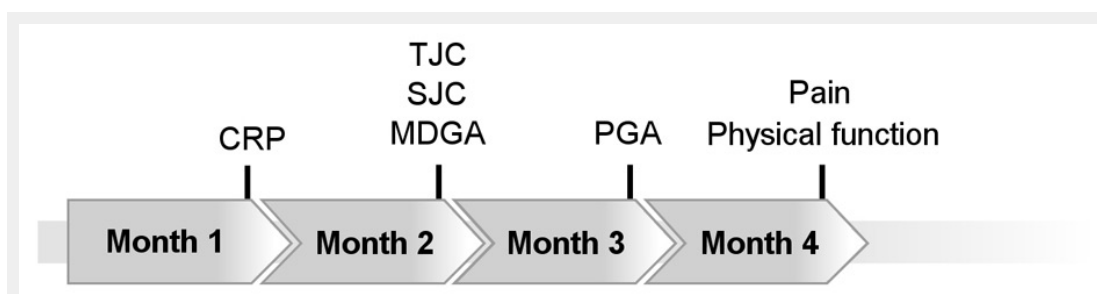 TJC
SJC
MDGA
CRP
PGA
Pain
Physical function
Month 1
Month 2
Month 3
Month 4